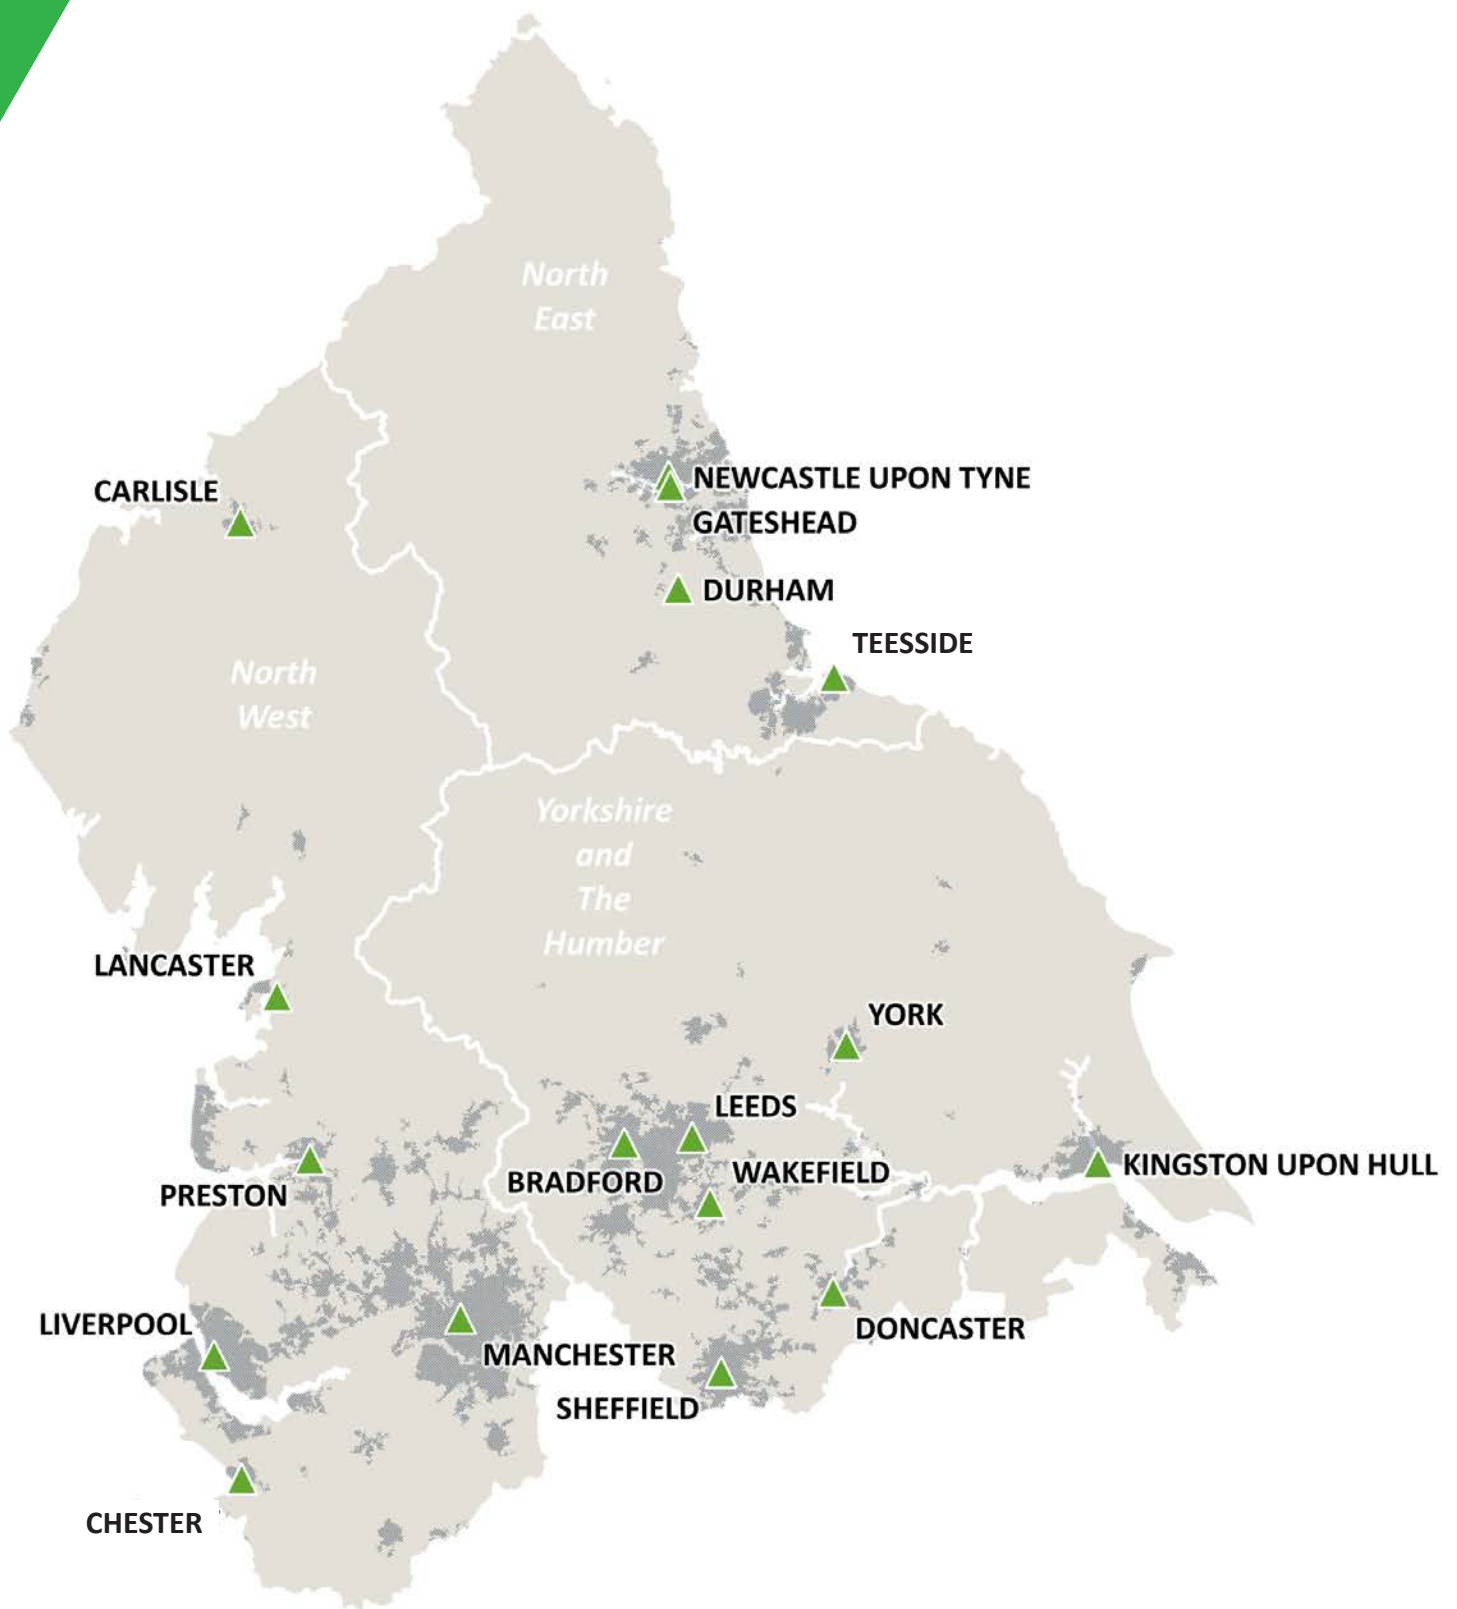 North
East
CARLISLE
NEWCASTLE UPON TYNE
GATESHEAD
DURHAM
TEESSIDE
North
West
Yorkshire
and
The
Humber
LANCASTER
YORK
LEEDS
BRADFORD
WAKEFIELD
KINGSTON UPON HULL
PRESTON
LIVERPOOL
MANCHESTER
DONCASTER
SHEFFIELD
CHESTER